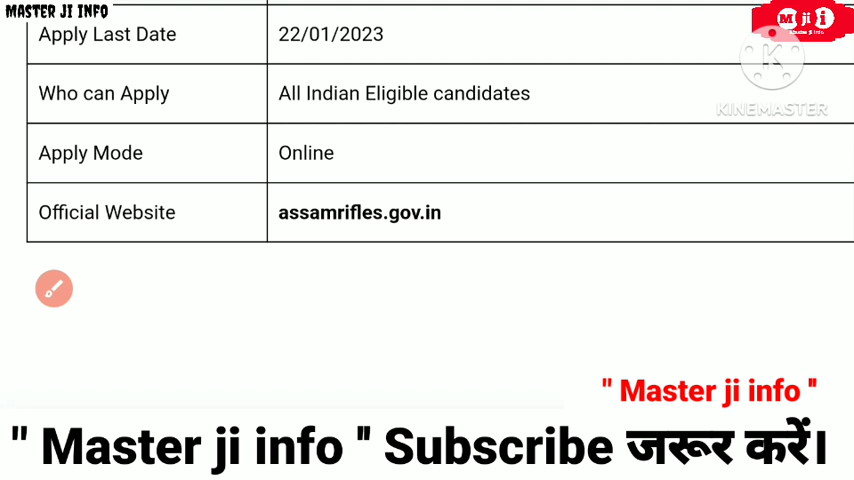 MASTER JI INFO
M ji i
Apply Last Date 22/01/2023
KINEMASTER
Who can Apply All Indian Eligible candidates
Apply Mode Online
Official Website assamrifles.gov.in
" Master ji info "
" Master ji info " Subscribe जरूर करें।